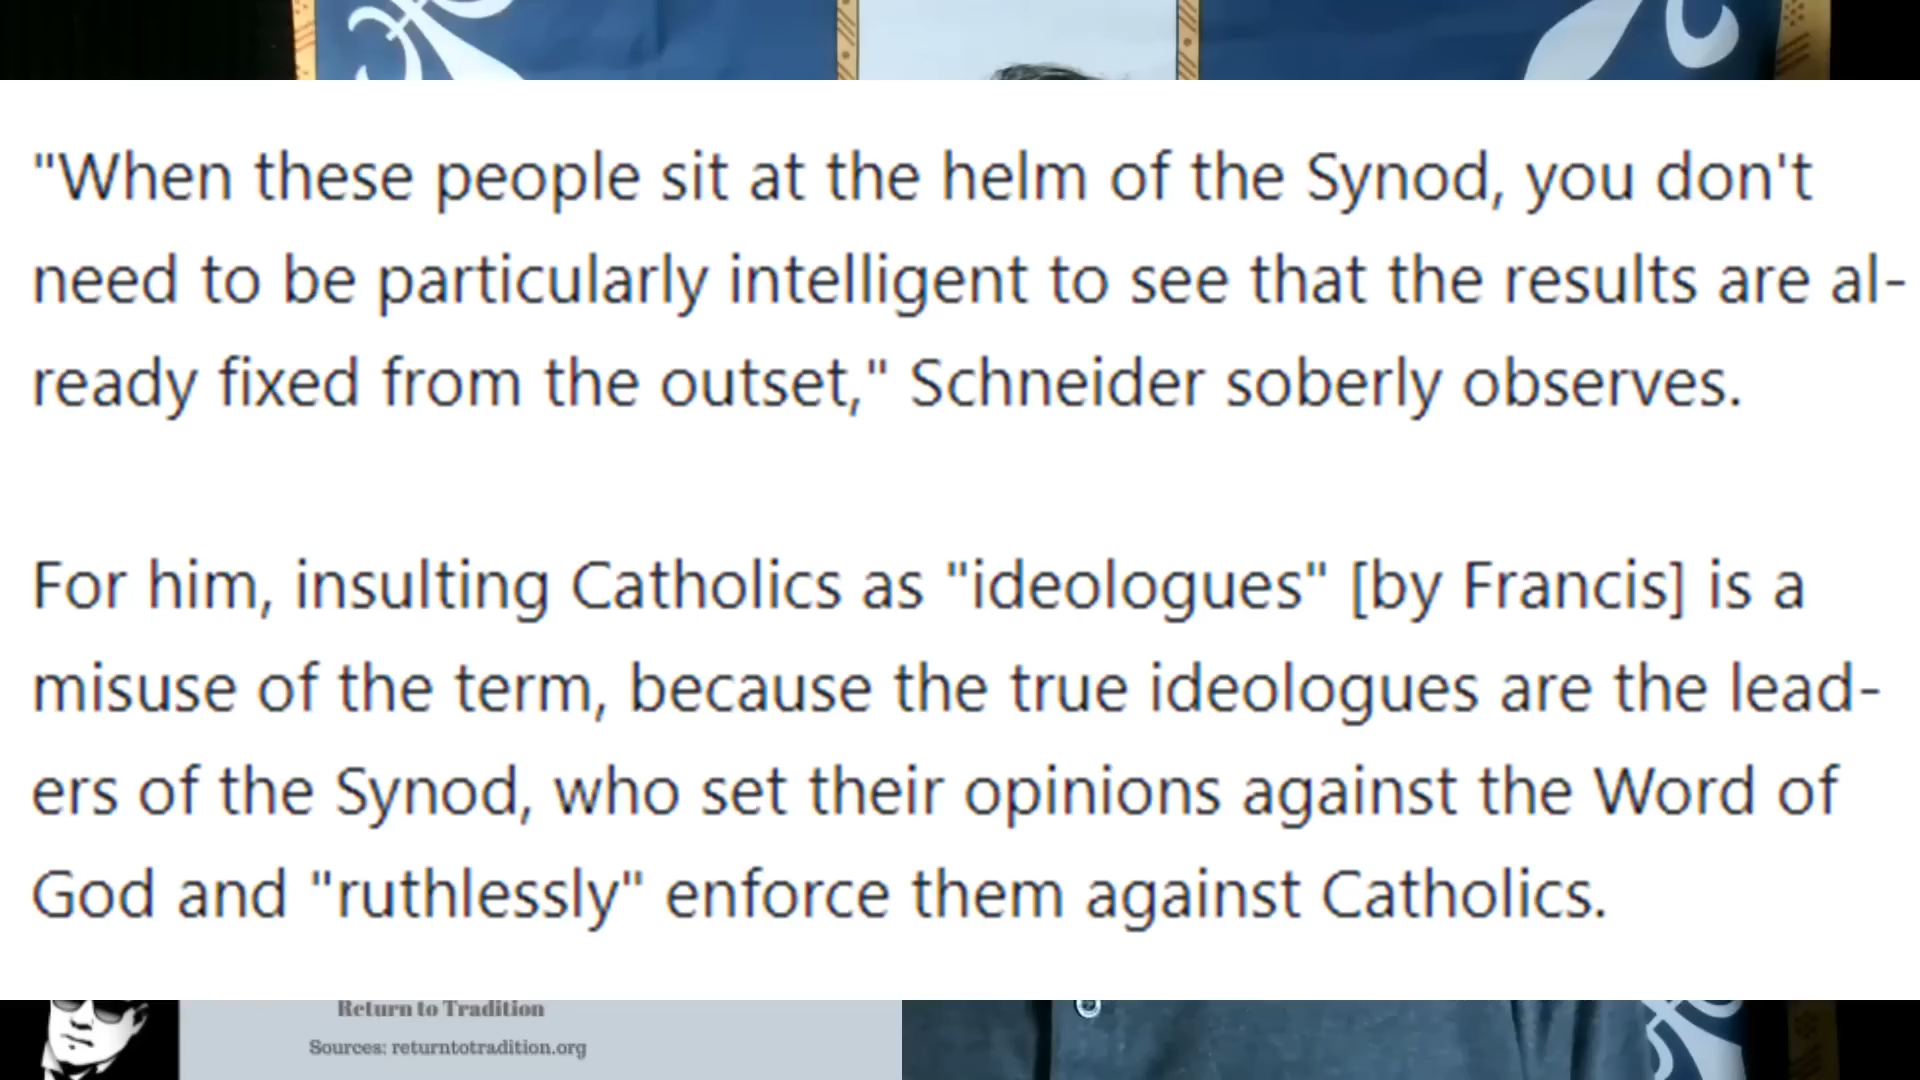 "When these people sit at the helm of the Synod, you don't
need to be particularly intelligent to see that the results are al-
ready fixed from the outset," Schneider soberly observes.
For him, insulting Catholics as "ideologues" [by Francis] is a
misuse of the term, because the true ideologues are the lead-
ers of the Synod, who set their opinions against the Word of
God and "ruthlessly" enforce them against Catholics.
Return to Tradition
Sources: returntotradition.org